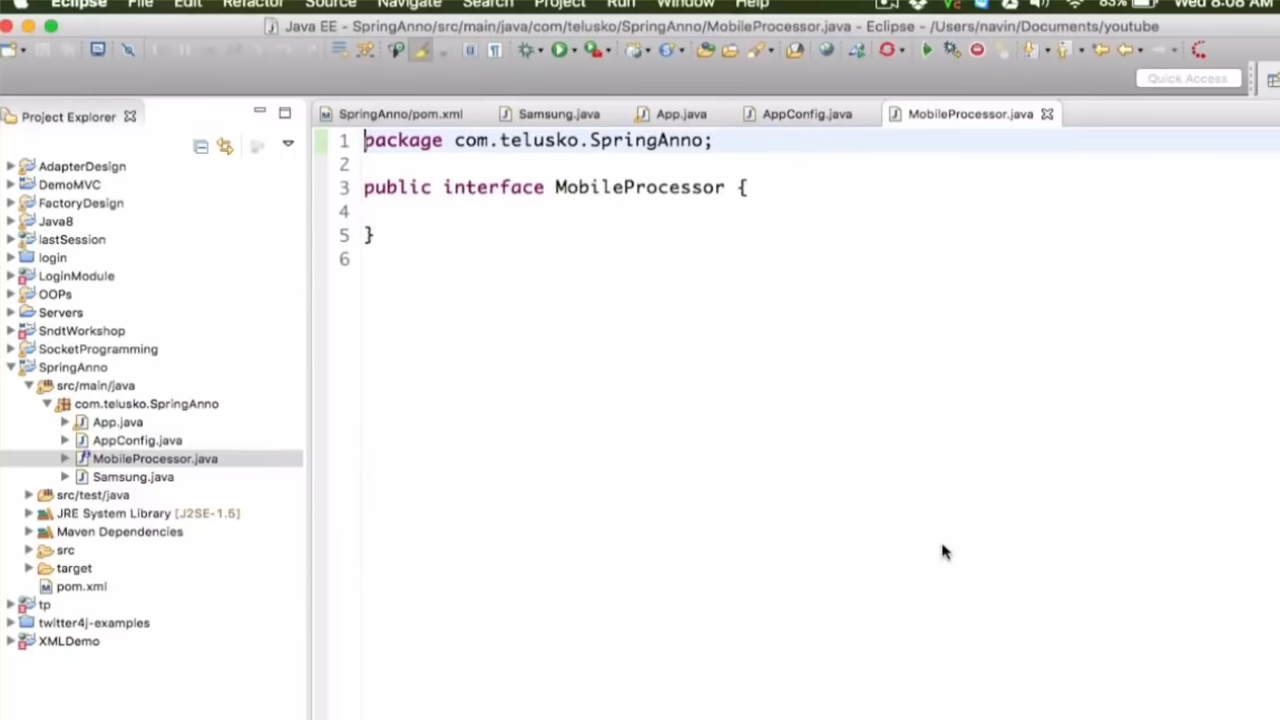 Eclipse File Edit Refactor Source Navigate Search Project Run Window Help 83% Wed 8:08 AM
Java EE - SpringAnno/src/main/java/com/telusko/SpringAnno/MobileProcessor.java - Eclipse - /Users/navin/Documents/youtube
Quick Access
Project Explorer
SpringAnno/pom.xml Samsung.java App.java AppConfig.java MobileProcessor.java
1 package com.telusko.SpringAnno;
2
3 public interface MobileProcessor {
4
5 }
6
AdapterDesign
DemoMVC
FactoryDesign
Java8
lastSession
login
LoginModule
OOPs
Servers
SndtWorkshop
SocketProgramming
SpringAnno
src/main/java
com.telusko.SpringAnno
App.java
AppConfig.java
MobileProcessor.java
Samsung.java
src/test/java
JRE System Library [J2SE-1.5]
Maven Dependencies
src
target
pom.xml
tp
twitter4j-examples
XMLDemo